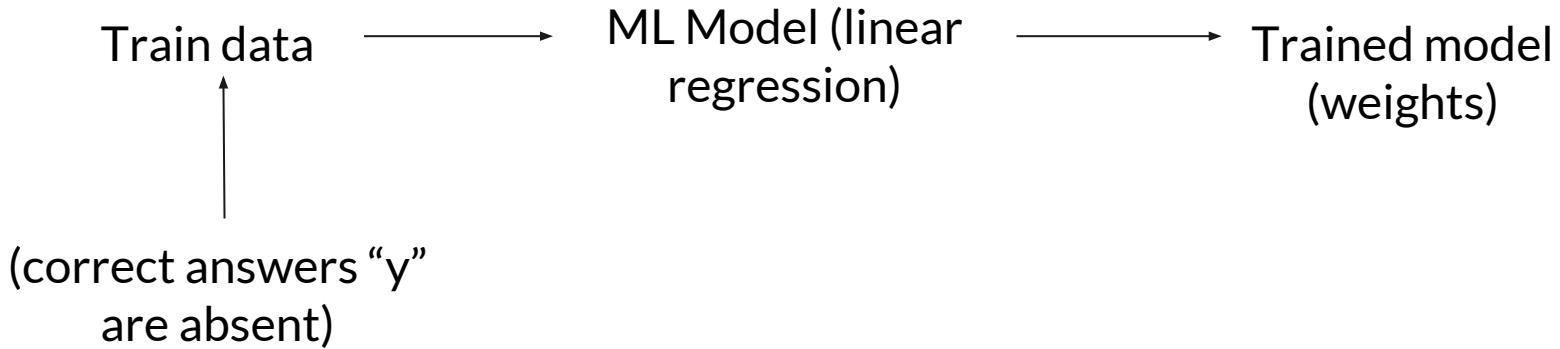 Train data
ML Model (linear
regression)
Trained model
(weights)
(correct answers “y”
are absent)